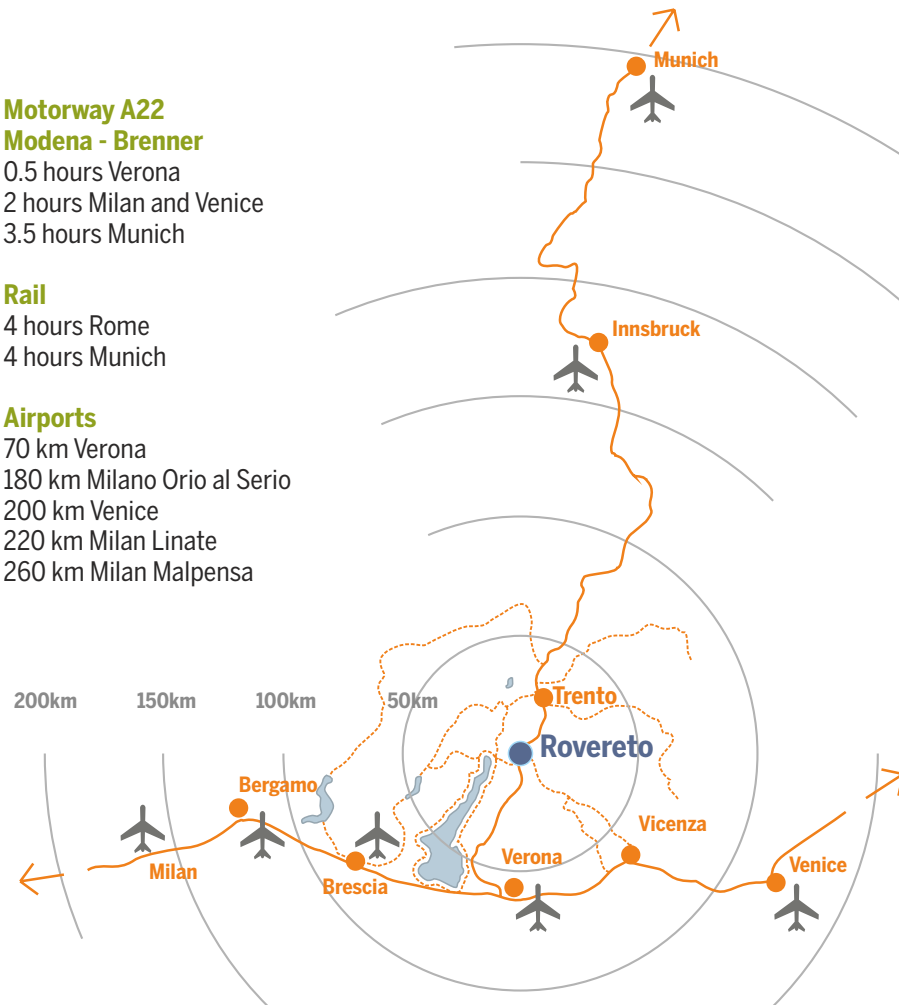 Motorway A22
Modena - Brenner
0.5 hours Verona
2 hours Milan and Venice
3.5 hours Munich
Rail
4 hours Rome
4 hours Munich
Airports
70 km Verona
180 km Milano Orio al Serio
200 km Venice
220 km Milan Linate
260 km Milan Malpensa
Munich
Innsbruck
200km 150km 100km 50km
Trento
Rovereto
Bergamo
Vicenza
Milan
Verona
Venice
Brescia